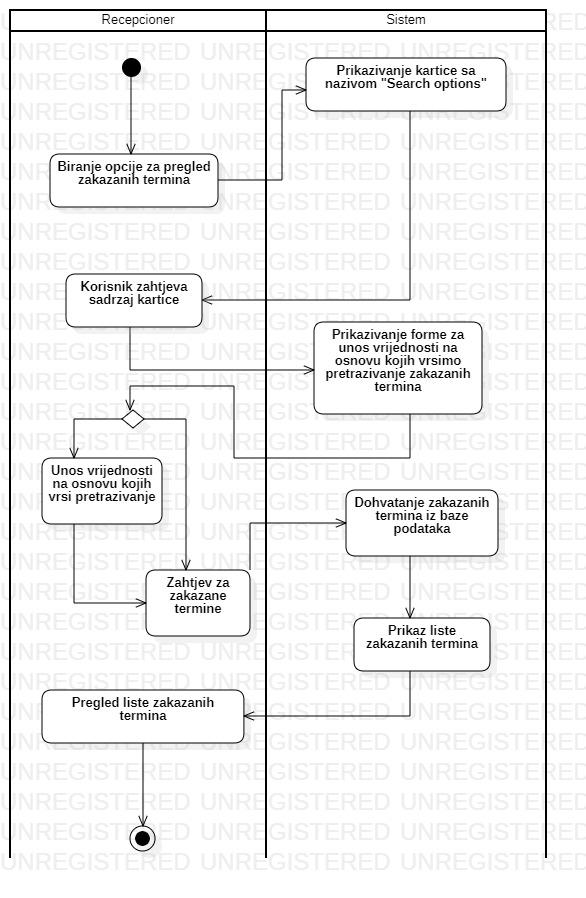 Recepcioner
Sistem
Prikazivanje kartice sa
nazivom "Search options"
Biranje opcije za pregled
zakazanih termina
Korisnik zahtjeva
sadrzaj kartice
Prikazivanje forme za
unos vrijednosti na
osnovu kojih vrsimo
pretrazivanje zakazanih
termina
Unos vrijednosti
na osnovu kojih
vrsi pretrazivanje
Dohvatanje zakazanih
termina iz baze
podataka
Zahtjev za
zakazane
termine
Prikaz liste
zakazanih termina
Pregled liste zakazanih
termina
UNREGISTERED